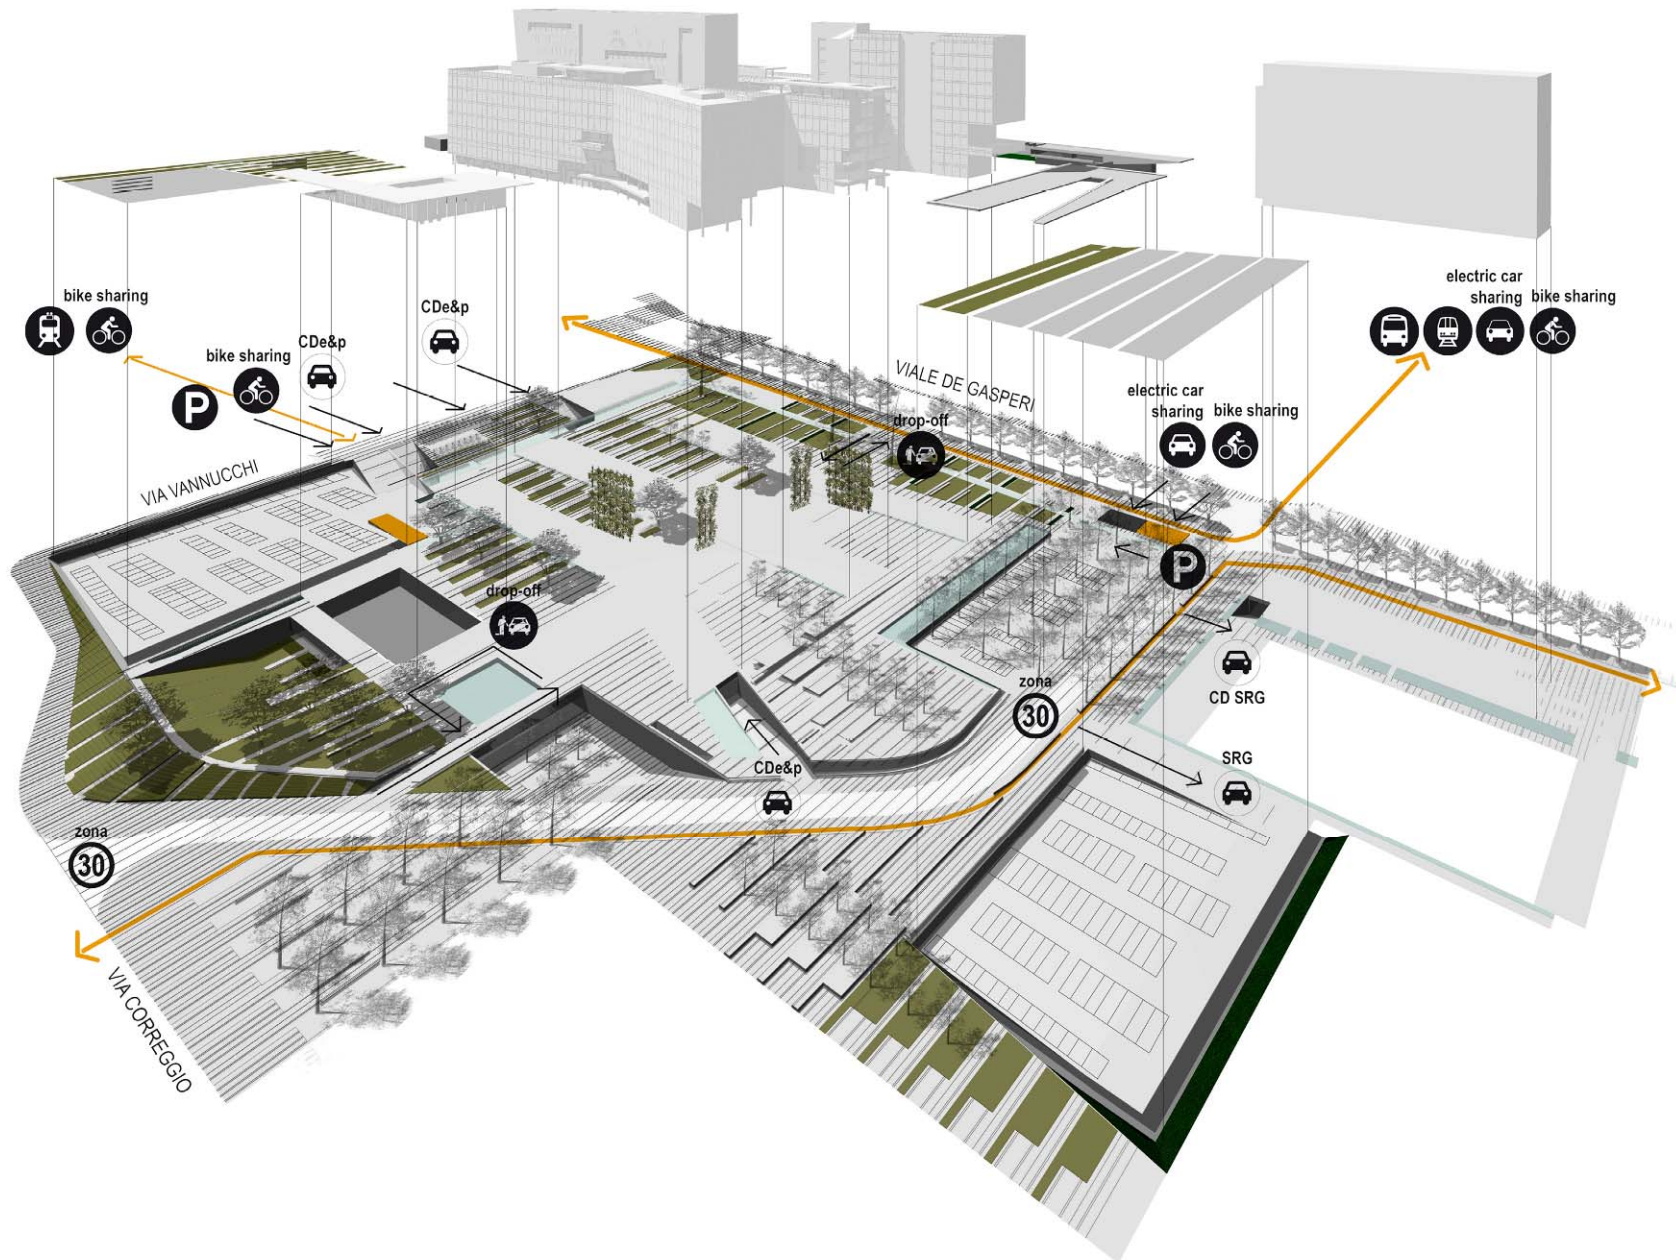 electric car
sharing
bike sharing
bike sharing
CDe&p
CDe&p
bike sharing
P
VIALE DE GASPERI
electric car
sharing
bike sharing
drop-off
VIA VANNUCCHI
P
drop-off
zona
30
CD SRG
SRG
CDe&p
zona
30
VIA CORREGGIO